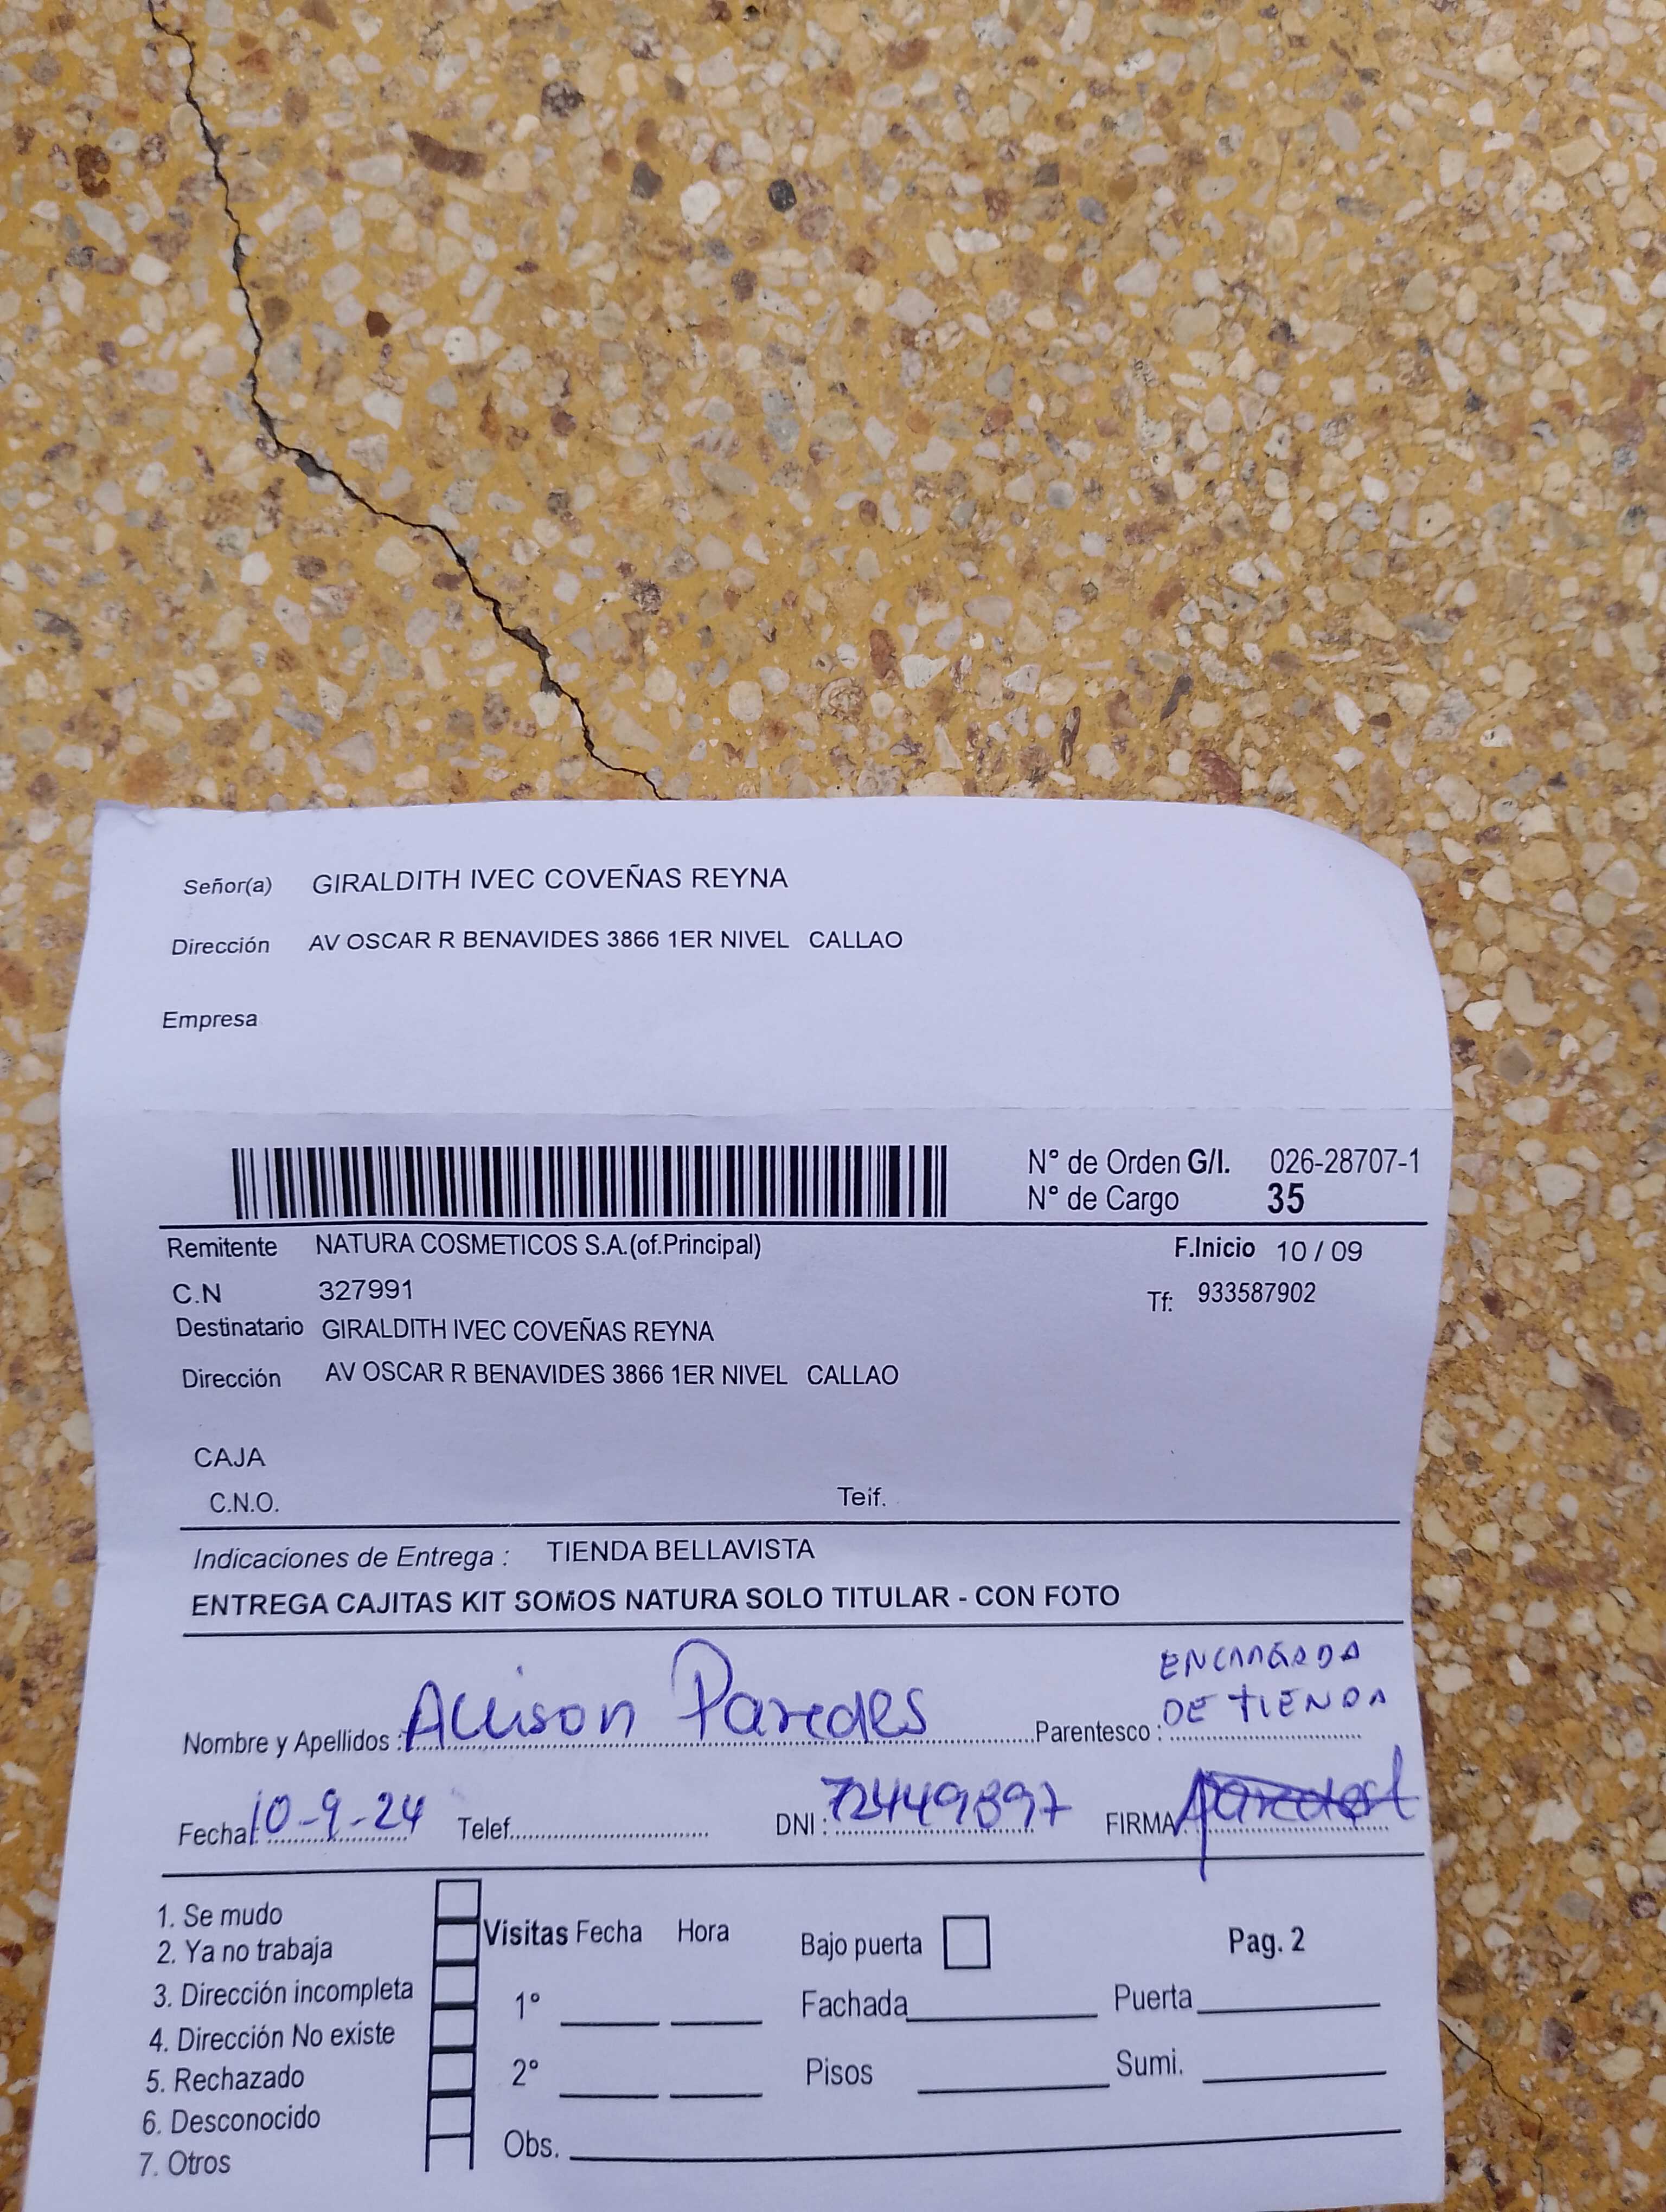 Señor(a) GIRALDITH IVEC COVEÑAS REYNA
Dirección AV OSCAR R BENAVIDES 3866 1ER NIVEL CALLAO
Empresa
N° de Orden G/I. 026-28707-1
N° de Cargo 35
Remitente NATURA COSMETICOS S.A.(of.Principal) F.Inicio 10 / 09
C.N 327991 Tf: 933587902
Destinatario GIRALDITH IVEC COVEÑAS REYNA
Dirección AV OSCAR R BENAVIDES 3866 1ER NIVEL CALLAO
CAJA
C.N.O. Teif.
Indicaciones de Entrega : TIENDA BELLAVISTA
ENTREGA CAJITAS KIT SOMOS NATURA SOLO TITULAR - CON FOTO
Nombre y Apellidos : Allison Paredes Parentesco : ENCARGADA DE TIENDA
Fecha: 10-9-24 Telef. DNI : 72449897 FIRMA: Paredes
1. Se mudo
2. Ya no trabaja
3. Dirección incompleta
4. Dirección No existe
5. Rechazado
6. Desconocido
7. Otros
Visitas Fecha Hora
1°
2°
Obs.
Bajo puerta Pag. 2
Fachada Puerta
Pisos Sumi.